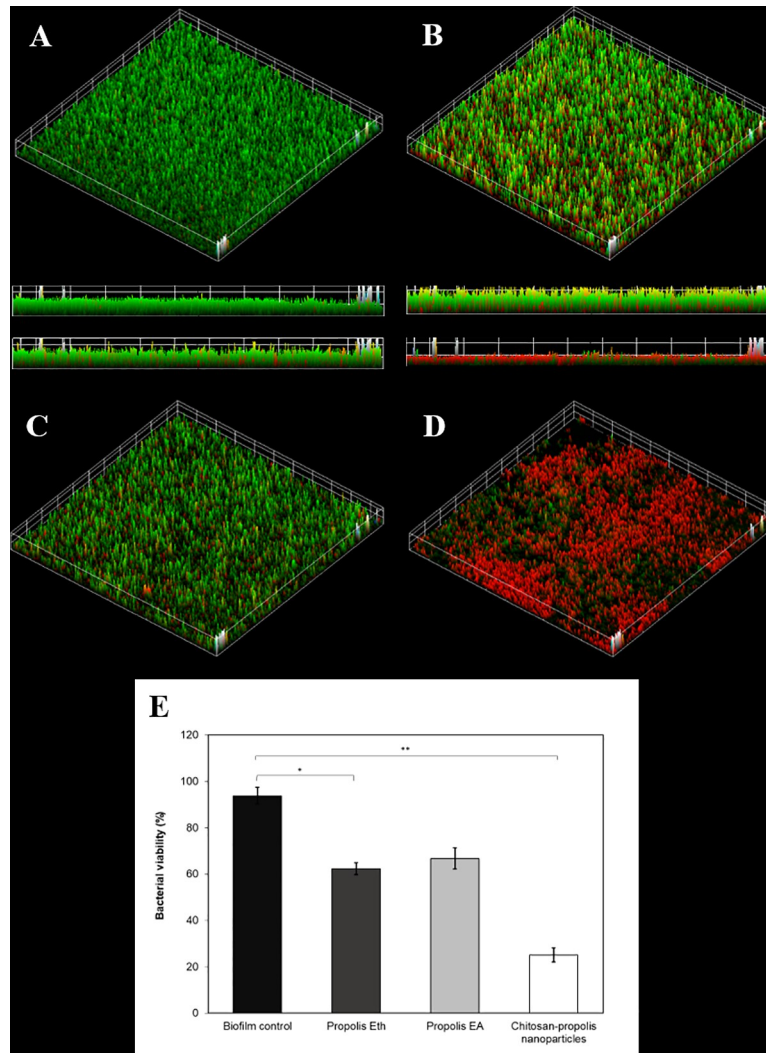 A
B
C
D
E
120
100
80
60
40
20
0
Bacterial viability (%)
*
**
Biofilm control
Propolis Eth
Propolis EA
Chitosan-propolis
nanoparticles